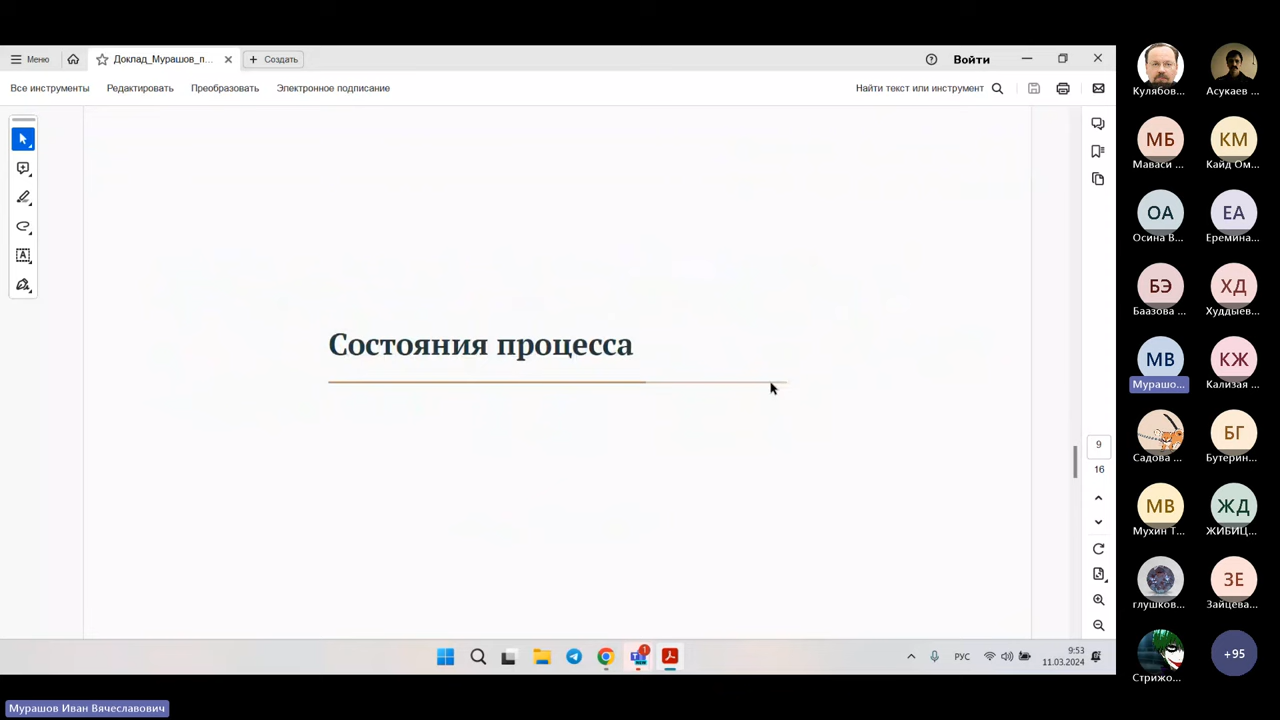 Меню
Доклад_Мурашов_п...
Создать
Войти
Все инструменты
Редактировать
Преобразовать
Электронное подписание
Найти текст или инструмент
Состояния процесса
9
16
РУС
9:53
11.03.2024
1
Кулябов...
Асукаев ...
МБ
Маваси ...
КМ
Кайд Ом...
ОА
Осина В...
ЕА
Еремина...
БЭ
Баазова ...
ХД
Худдыев...
МВ
Мурашо...
КЖ
Кализая ...
Садова ...
БГ
Бутерин...
МВ
Мухин Т...
ЖД
ЖИБИЦ...
глушков...
ЗЕ
Зайцева...
Стрижо...
+95
Мурашов Иван Вячеславович